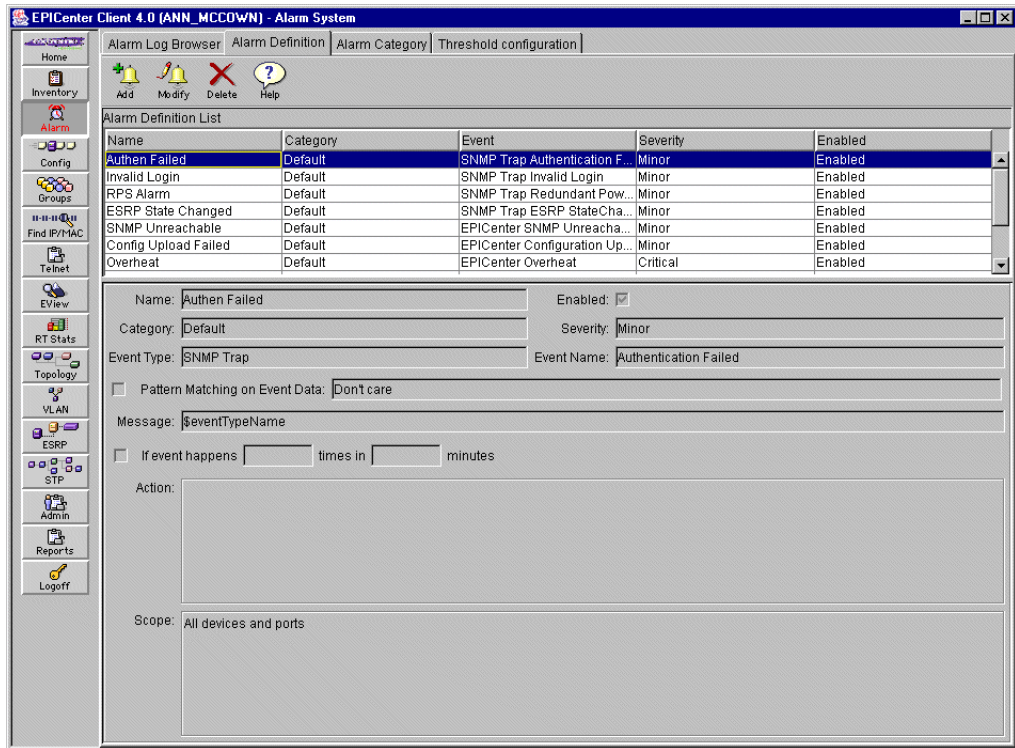 EPICenter Client 4.0 (ANN_MCCOWN) - Alarm System
Home
Inventory
Alarm
Config
Groups
Find IP/MAC
Telnet
EView
RT Stats
Topology
VLAN
ESRP
STP
Admin
Reports
Logoff
Alarm Log Browser Alarm Definition Alarm Category Threshold configuration
Add Modify Delete Help
Alarm Definition List
Name Category Event Severity Enabled
Authen Failed Default SNMP Trap Authentication F... Minor Enabled
Invalid Login Default SNMP Trap Invalid Login Minor Enabled
RPS Alarm Default SNMP Trap Redundant Pow... Minor Enabled
ESRP State Changed Default SNMP Trap ESRP StateCha... Minor Enabled
SNMP Unreachable Default EPICenter SNMP Unreacha... Minor Enabled
Config Upload Failed Default EPICenter Configuration Up... Minor Enabled
Overheat Default EPICenter Overheat Critical Enabled
Name: Authen Failed Enabled:
Category: Default Severity: Minor
Event Type: SNMP Trap Event Name: Authentication Failed
Pattern Matching on Event Data: Don't care
Message: $eventTypeName
If event happens times in minutes
Action:
Scope: All devices and ports